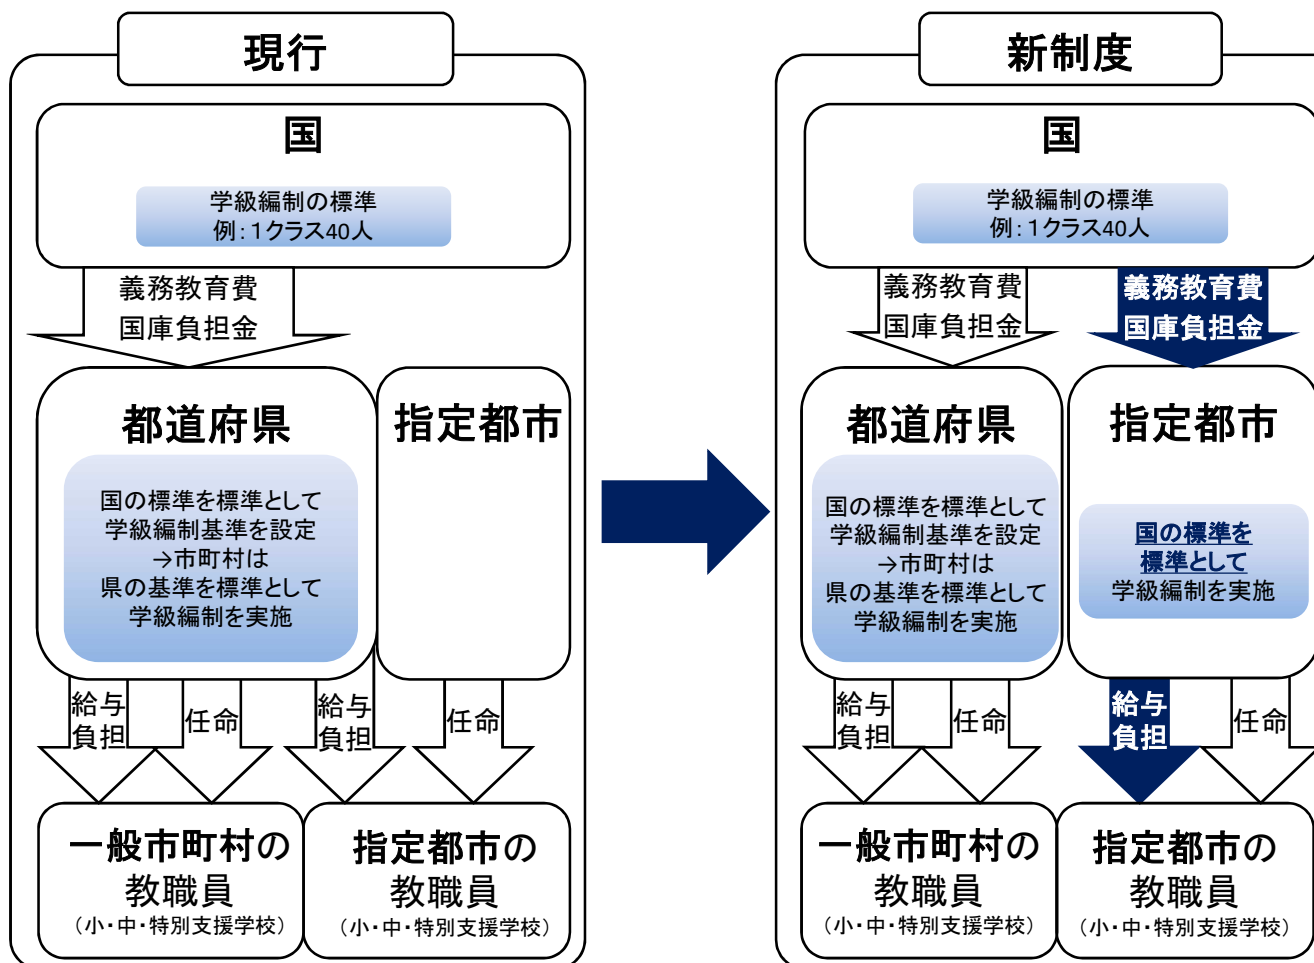 現行
国
学級編制の標準
例：１クラス40人
義務教育費
国庫負担金
都道府県
国の標準を標準として
学級編制基準を設定
→市町村は
県の基準を標準として
学級編制を実施
指定都市
給与
負担
任命
給与
負担
任命
一般市町村の
教職員
（小・中・特別支援学校）
指定都市の
教職員
（小・中・特別支援学校）
新制度
国
学級編制の標準
例：１クラス40人
義務教育費
国庫負担金
義務教育費
国庫負担金
都道府県
国の標準を標準として
学級編制基準を設定
→市町村は
県の基準を標準として
学級編制を実施
指定都市
国の標準を
標準として
学級編制を実施
給与
負担
任命
給与
負担
任命
一般市町村の
教職員
（小・中・特別支援学校）
指定都市の
教職員
（小・中・特別支援学校）